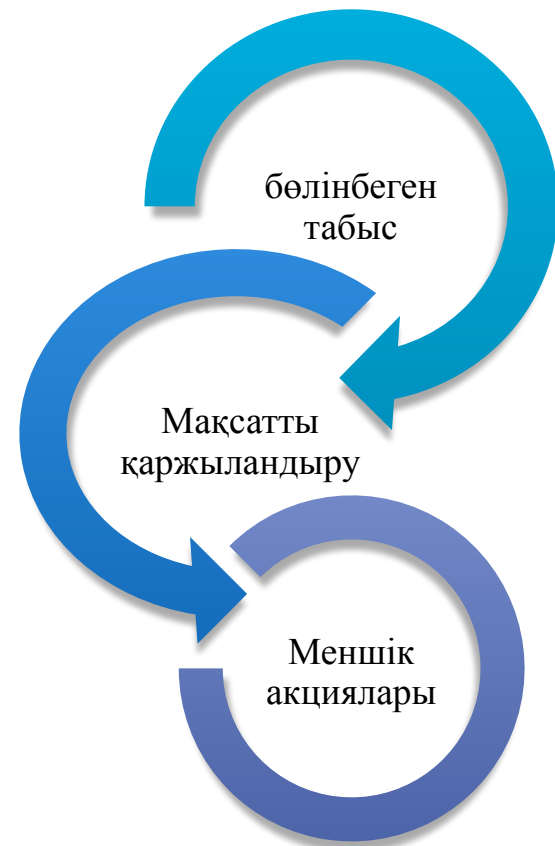 бөлінбеген
табыс
Мақсатты
қаржыландыру
Меншік
акциялары